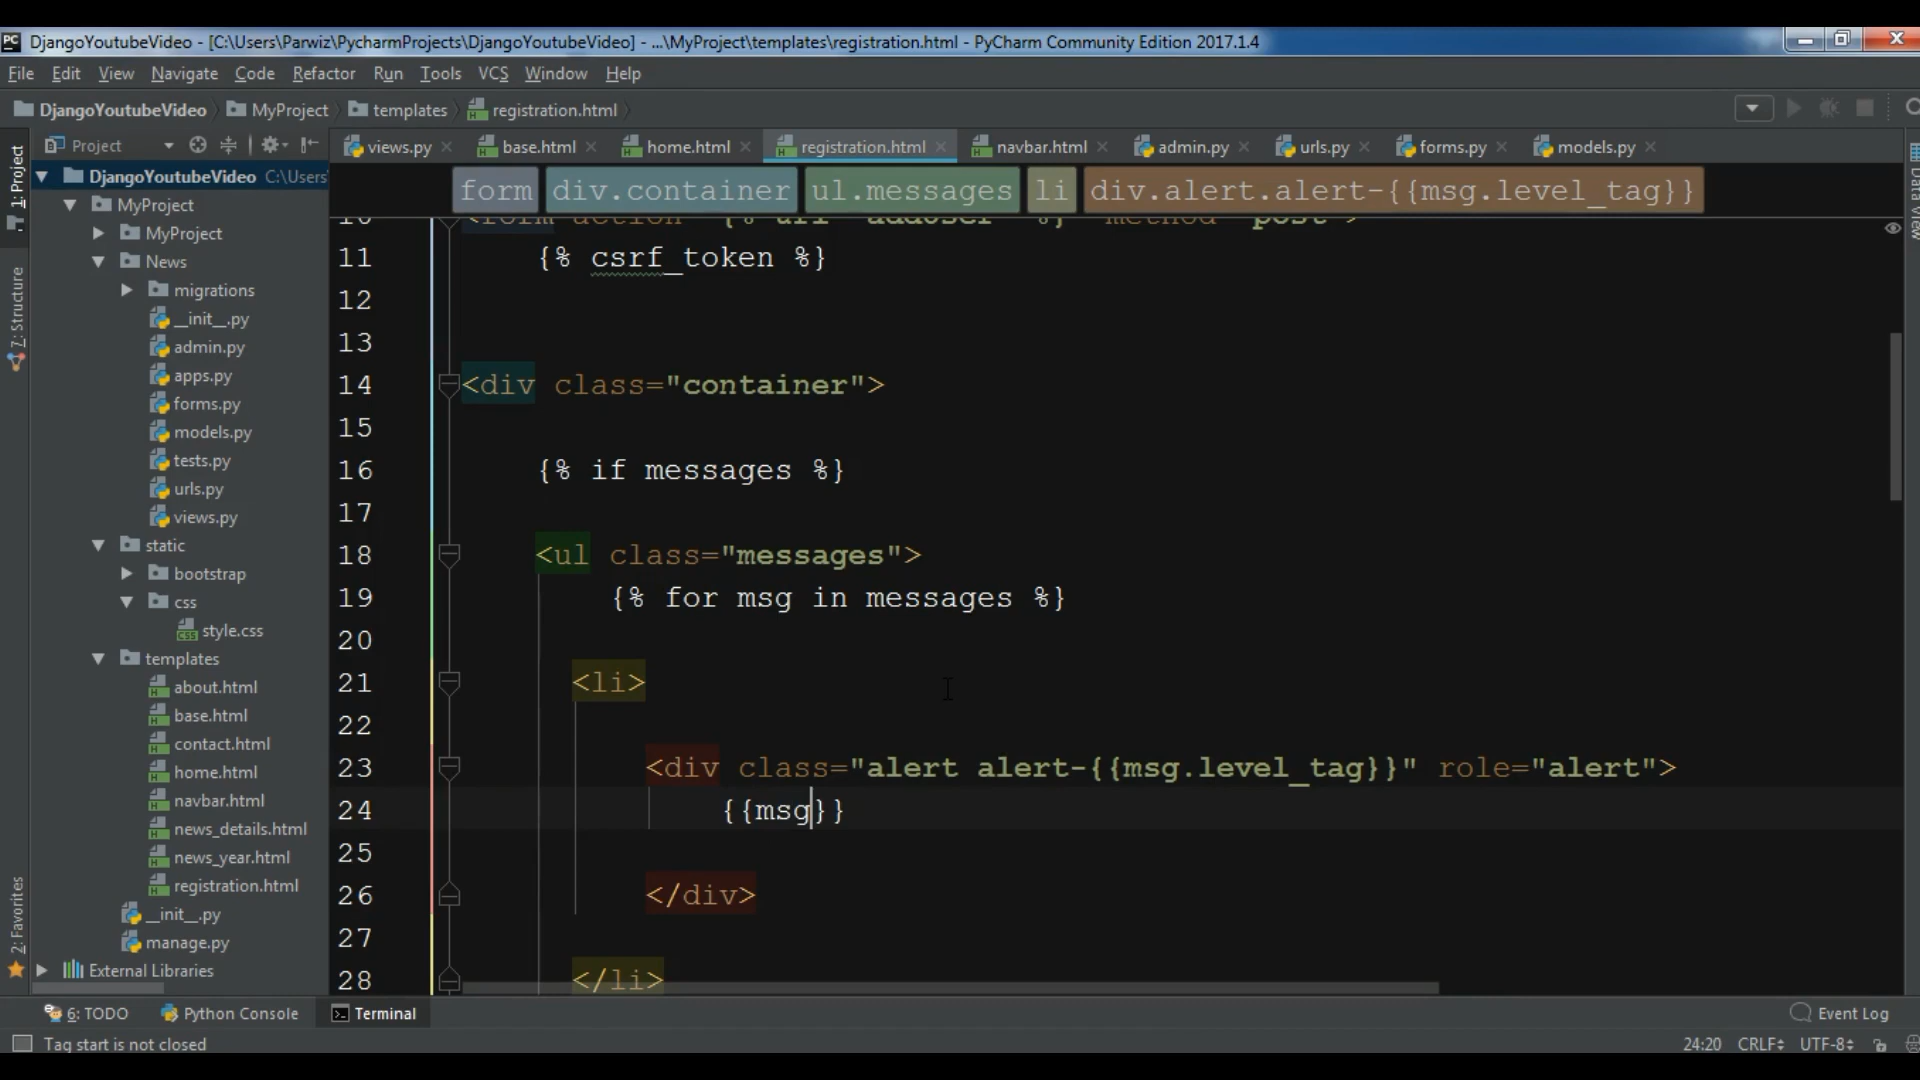 DjangoYoutubeVideo - [C:\Users\Parwiz\PycharmProjects\DjangoYoutubeVideo] - ...\MyProject\templates\registration.html - PyCharm Community Edition 2017.1.4
File Edit View Navigate Code Refactor Run Tools VCS Window Help
DjangoYoutubeVideo MyProject templates registration.html
Project
views.py base.html home.html registration.html navbar.html admin.py urls.py forms.py models.py
form div.container ul.messages li div.alert.alert-{{msg.level_tag}}
1: Project
7: Structure
2: Favorites
Data View
DjangoYoutubeVideo C:\Users
MyProject
MyProject
News
migrations
__init__.py
admin.py
apps.py
forms.py
models.py
tests.py
urls.py
views.py
static
bootstrap
css
style.css
templates
about.html
base.html
contact.html
home.html
navbar.html
news_details.html
news_year.html
registration.html
__init__.py
manage.py
External Libraries
11 {% csrf_token %}
12
13
14 <div class="container">
15
16 {% if messages %}
17
18 <ul class="messages">
19 {% for msg in messages %}
20
21 <li>
22
23 <div class="alert alert-{{msg.level_tag}}" role="alert">
24 {{msg}}
25
26 </div>
27
28 </li>
6: TODO Python Console Terminal Event Log
Tag start is not closed 24:20 CRLF UTF-8